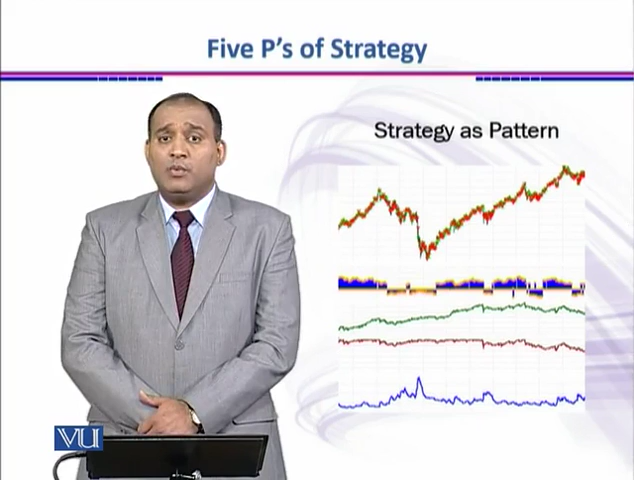 Five P's of Strategy
Strategy as Pattern
VU